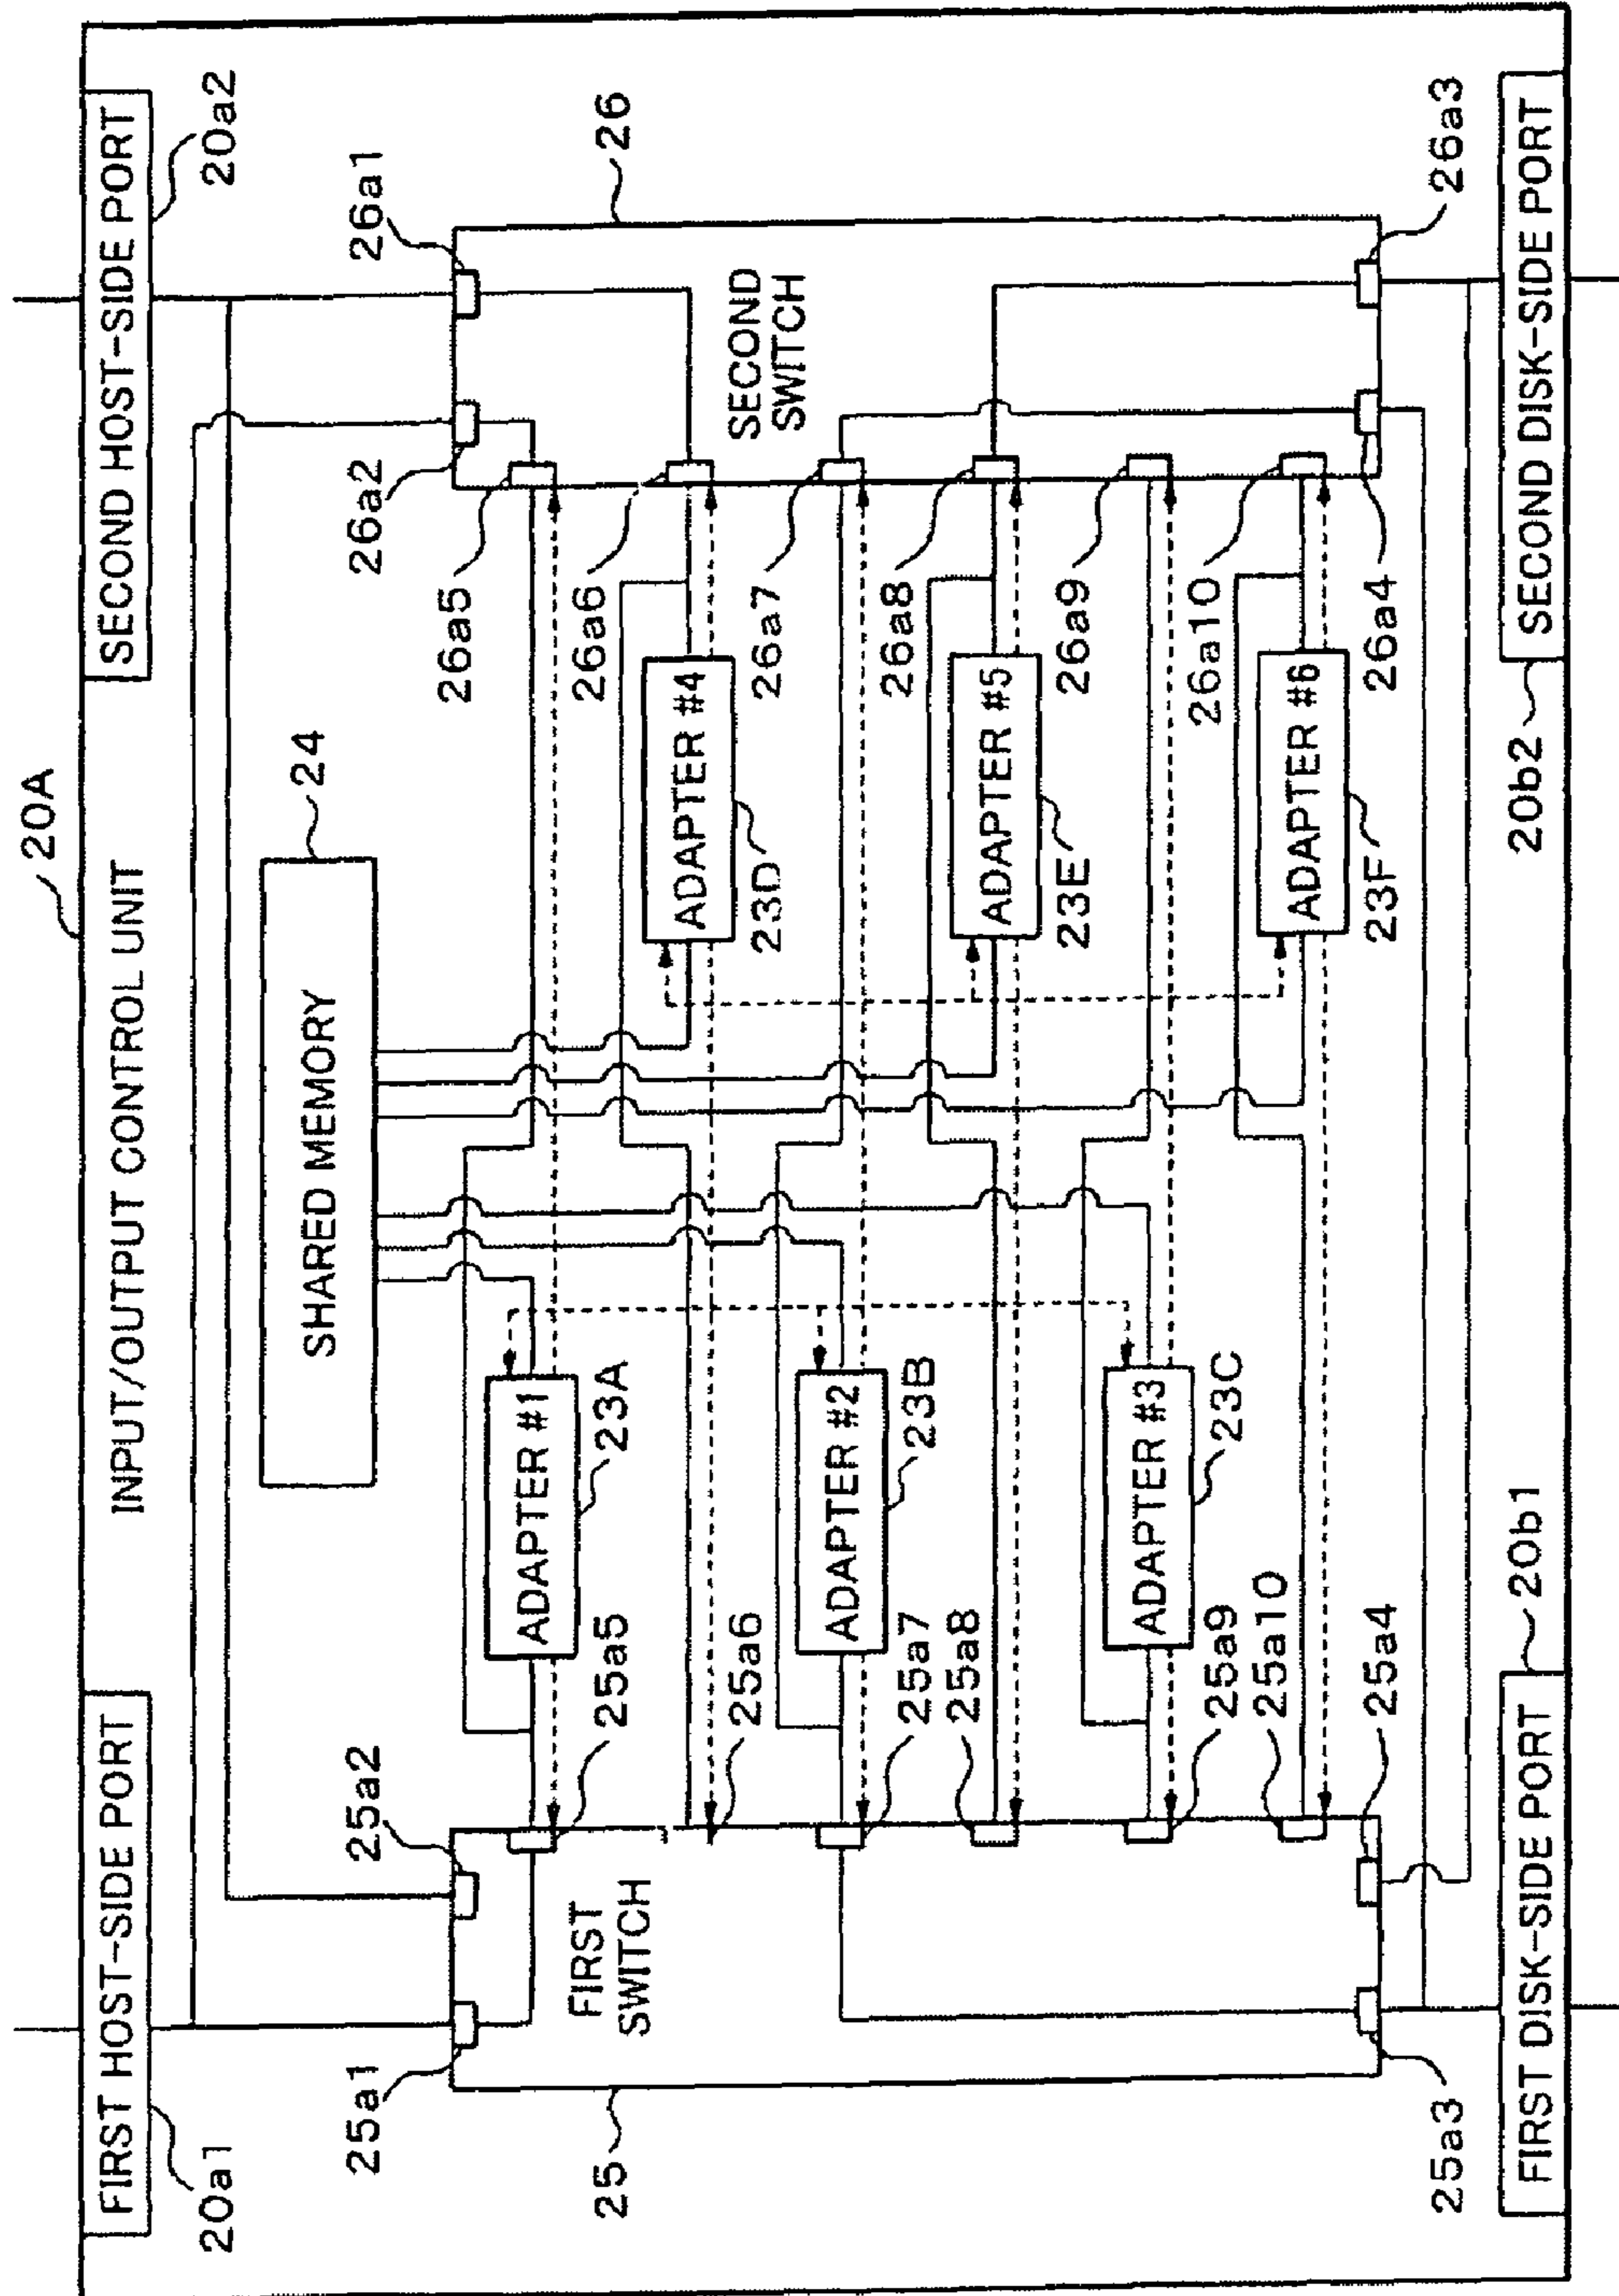 20A
INPUT/OUTPUT CONTROL UNIT
FIRST HOST-SIDE PORT
20a1
SECOND HOST-SIDE PORT
20a2
SHARED MEMORY
24
25a1
25a2
26a2
26a1
25
FIRST
SWITCH
26
SECOND
SWITCH
ADAPTER #1
23A
25a5
26a5
ADAPTER #4
23D
25a6
26a6
ADAPTER #2
23B
25a7
26a7
ADAPTER #5
23E
25a8
26a8
ADAPTER #3
23C
25a9
26a9
ADAPTER #6
23F
25a10
26a10
25a3
25a4
26a4
26a3
FIRST DISK-SIDE PORT
20b1
20b2
SECOND DISK-SIDE PORT